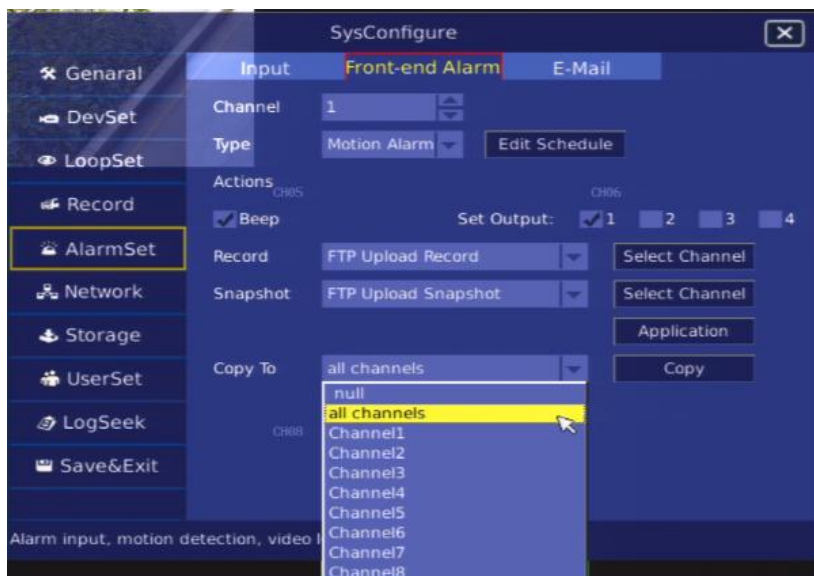 SysConfigure
Genaral
DevSet
LoopSet
Record
AlarmSet
Network
Storage
UserSet
LogSeek
Save&Exit
Input Front-end Alarm E-Mail
Channel 1
Type Motion Alarm Edit Schedule
Actions
CH05 CH06
Beep Set Output: 1 2 3 4
Record FTP Upload Record Select Channel
Snapshot FTP Upload Snapshot Select Channel
Application
Copy To all channels Copy
null
all channels
Channel1
CH08
Channel2
Channel3
Channel4
Channel5
Channel6
Channel7
Channel8
Alarm input, motion detection, video